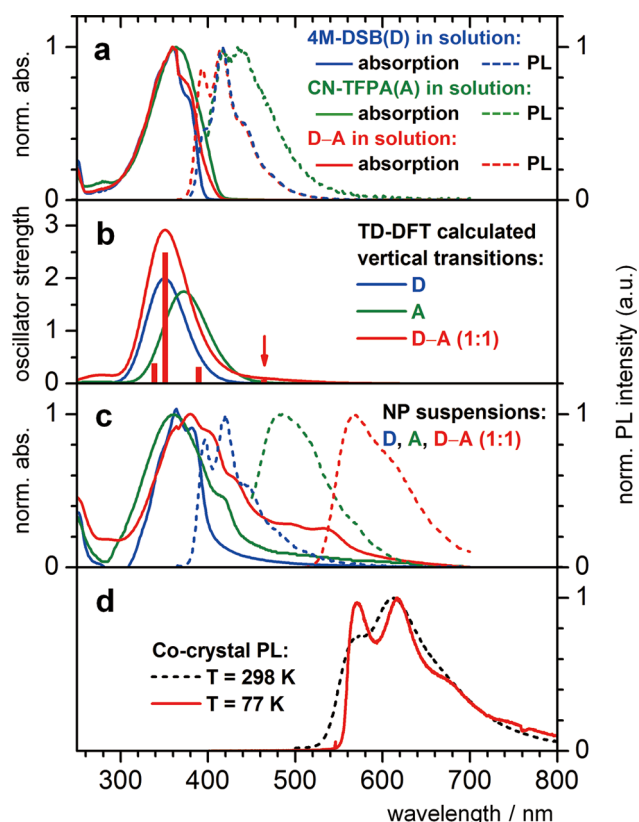 a
4M-DSB(D) in solution:
absorption PL
CN-TFPA(A) in solution:
absorption PL
D–A in solution:
absorption PL
norm. abs.
1
0
1
0
b
TD-DFT calculated
vertical transitions:
D
A
D–A (1:1)
oscillator strength
3
2
1
0
c
NP suspensions:
D, A, D–A (1:1)
norm. abs.
1
0
1
0
norm. PL intensity (a.u.)
d
Co-crystal PL:
T = 298 K
T = 77 K
1
0
300 400 500 600 700 800
wavelength / nm